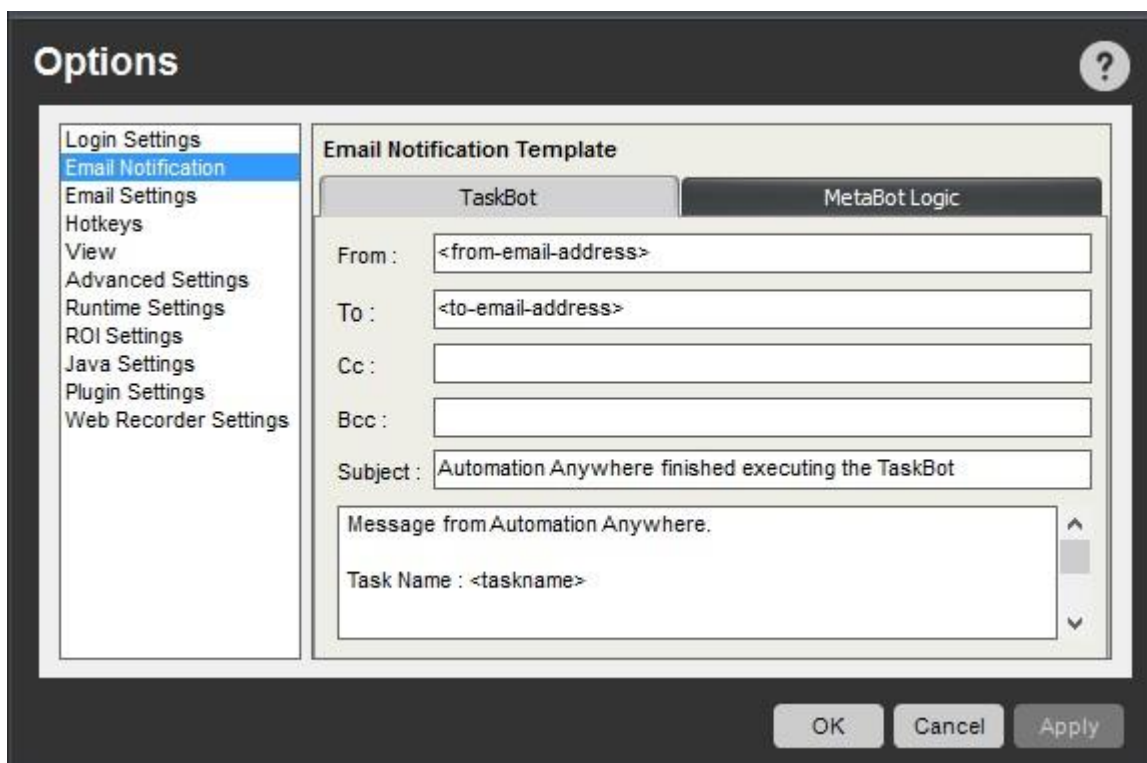 Options
?
Login Settings
Email Notification
Email Settings
Hotkeys
View
Advanced Settings
Runtime Settings
ROI Settings
Java Settings
Plugin Settings
Web Recorder Settings
Email Notification Template
TaskBot MetaBot Logic
From : <from-email-address>
To : <to-email-address>
Cc :
Bcc :
Subject : Automation Anywhere finished executing the TaskBot
Message from Automation Anywhere.
Task Name : <taskname>
OK Cancel Apply